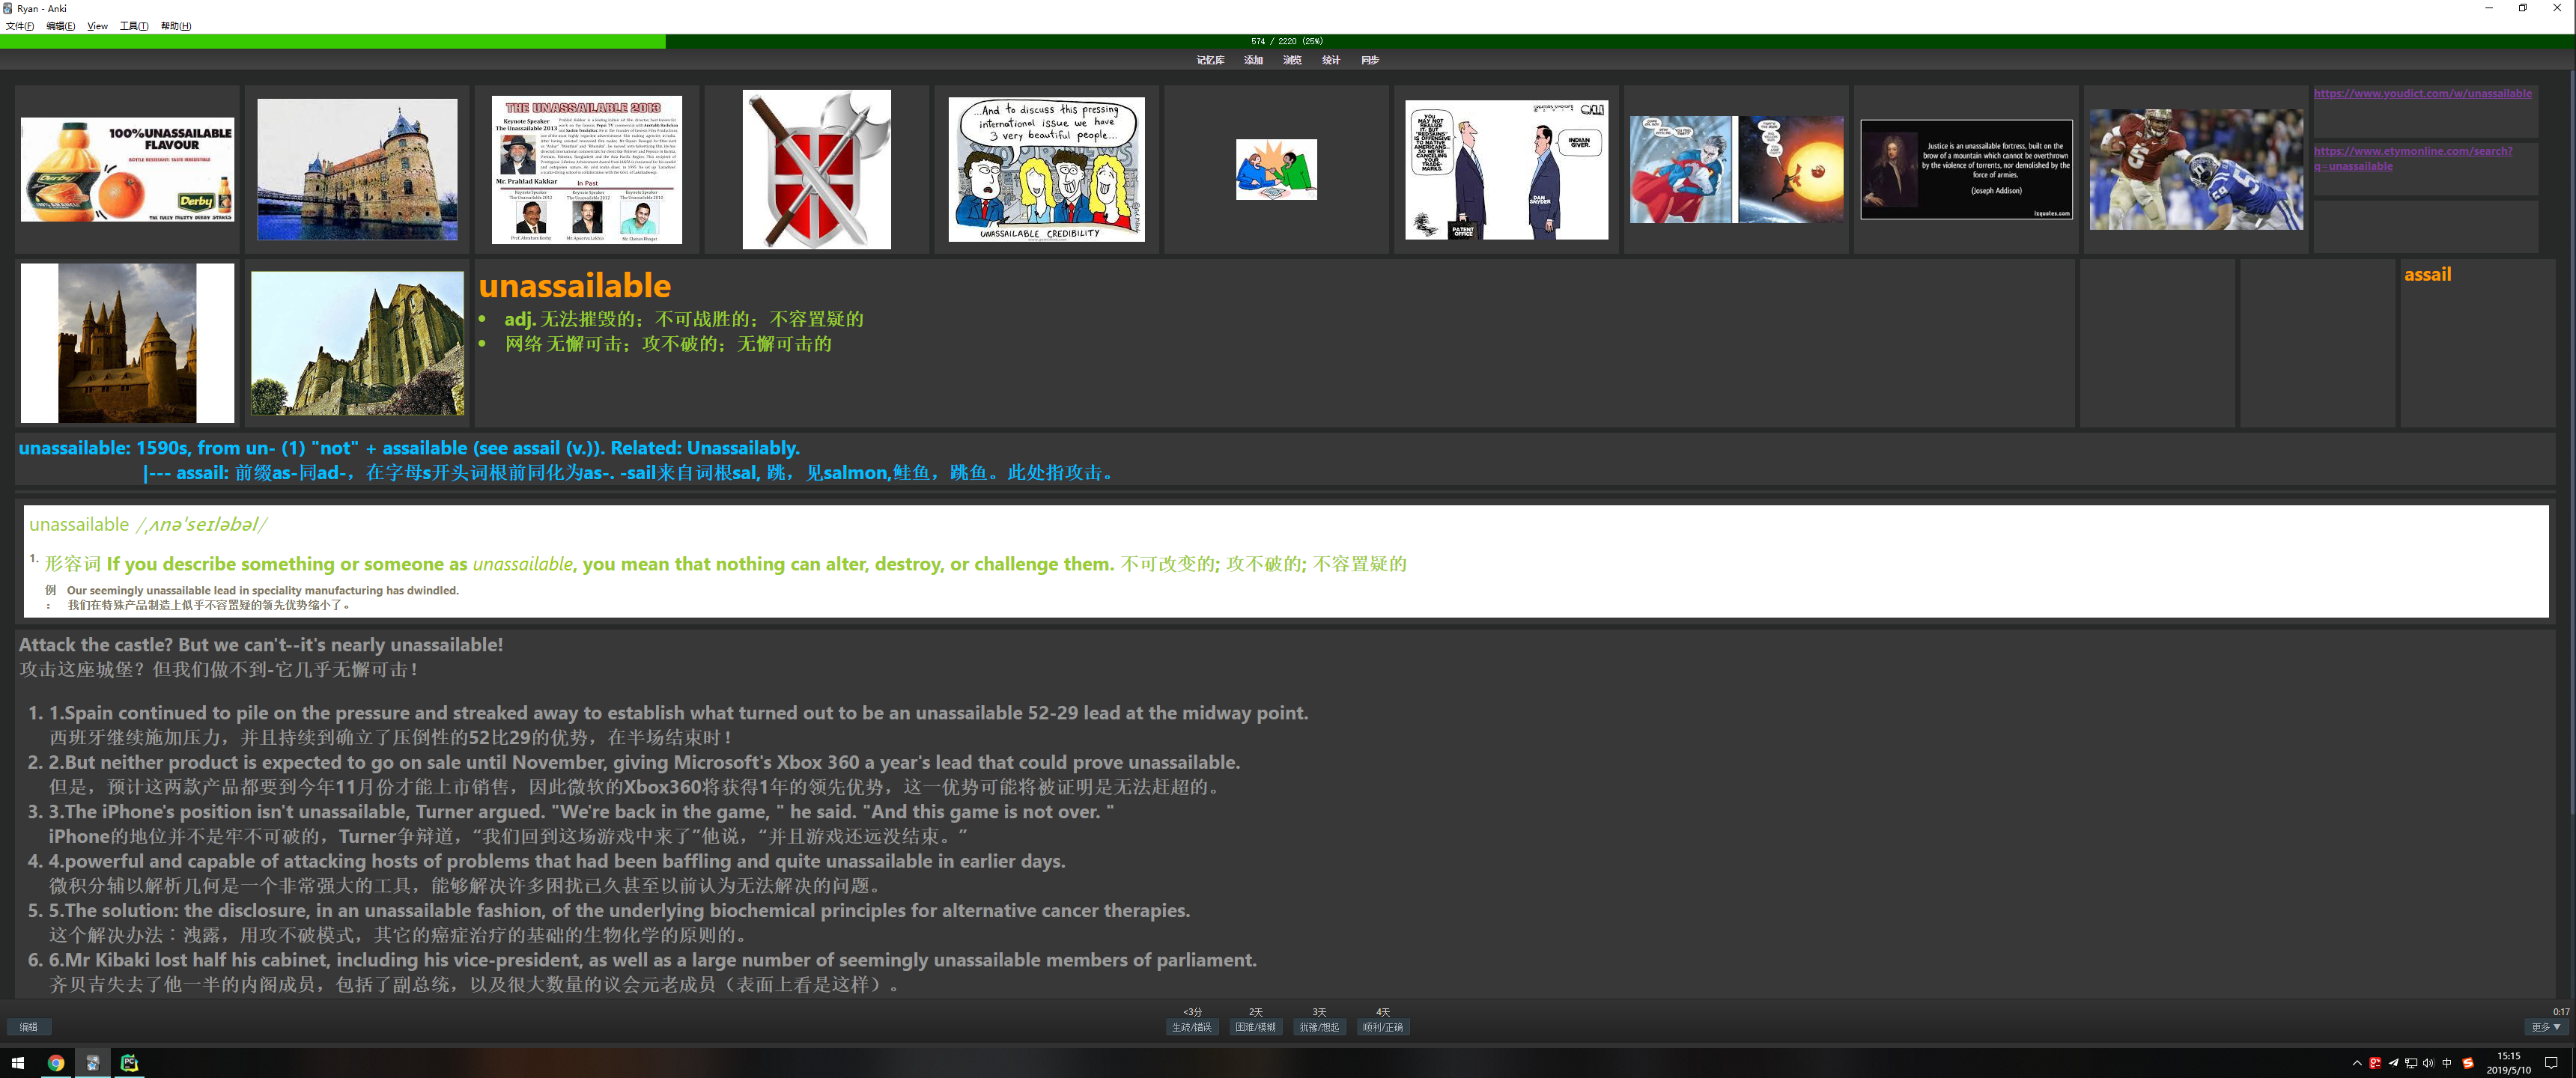 Ryan - Anki
文件(F) 编辑(E) View 工具(T) 帮助(H)
574 / 2220 (25%)
记忆库 添加 浏览 统计 同步
100%UNASSAILABLE
FLAVOUR
Derby
THE UNASSAILABLE 2013
Keynote Speaker
The Unassailable 2013
Mr. Prahlad Kakkar
In Past
...And to discuss this pressing
international issue we have
3 very beautiful people...
UNASSAILABLE CREDIBILITY
YOU
MAY NOT
REALIZE
IT, BUT
"REDSKINS"
IS OFFENSIVE
TO NATIVE
AMERICANS...
SO WE'RE
CANCELING
YOUR
TRADE-
MARKS.
INDIAN
GIVER.
DAN
SNYDER
PATENT
OFFICE
Justice is an unassailable fortress, built on the
brow of a mountain which cannot be overthrown
by the violence of torrents, nor demolished by the
force of armies.
(Joseph Addison)
izquotes.com
https://www.youdict.com/w/unassailable
https://www.etymonline.com/search?
q=unassailable
unassailable
• adj. 无法摧毁的；不可战胜的；不容置疑的
• 网络 无懈可击；攻不破的；无懈可击的
assail
unassailable: 1590s, from un- (1) "not" + assailable (see assail (v.)). Related: Unassailably.
|--- assail: 前缀as-同ad-，在字母s开头词根前同化为as-. -sail来自词根sal, 跳，见salmon,鲑鱼，跳鱼。此处指攻击。
unassailable /ˌʌnəˈseɪləbəl/
1. 形容词 If you describe something or someone as unassailable, you mean that nothing can alter, destroy, or challenge them. 不可改变的; 攻不破的; 不容置疑的
例 Our seemingly unassailable lead in speciality manufacturing has dwindled.
： 我们在特殊产品制造上似乎不容置疑的领先优势缩小了。
Attack the castle? But we can't--it's nearly unassailable!
攻击这座城堡？但我们做不到-它几乎无懈可击！
1. 1.Spain continued to pile on the pressure and streaked away to establish what turned out to be an unassailable 52-29 lead at the midway point.
西班牙继续施加压力，并且持续到确立了压倒性的52比29的优势，在半场结束时！
2. 2.But neither product is expected to go on sale until November, giving Microsoft's Xbox 360 a year's lead that could prove unassailable.
但是，预计这两款产品都要到今年11月份才能上市销售，因此微软的Xbox360将获得1年的领先优势，这一优势可能将被证明是无法赶超的。
3. 3.The iPhone's position isn't unassailable, Turner argued. "We're back in the game, " he said. "And this game is not over. "
iPhone的地位并不是牢不可破的，Turner争辩道，“我们回到这场游戏中来了”他说，“并且游戏还远没结束。”
4. 4.powerful and capable of attacking hosts of problems that had been baffling and quite unassailable in earlier days.
微积分辅以解析几何是一个非常强大的工具，能够解决许多困扰已久甚至以前认为无法解决的问题。
5. 5.The solution: the disclosure, in an unassailable fashion, of the underlying biochemical principles for alternative cancer therapies.
这个解决办法：洩露，用攻不破模式，其它的癌症治疗的基础的生物化学的原则的。
6. 6.Mr Kibaki lost half his cabinet, including his vice-president, as well as a large number of seemingly unassailable members of parliament.
齐贝吉失去了他一半的内阁成员，包括了副总统，以及很大数量的议会元老成员（表面上看是这样）。
<3分 2天 3天 4天
0:17
编辑 生疏/错误 困难/模糊 犹豫/想起 顺利/正确 更多 ▼
中
15:15
2019/5/10